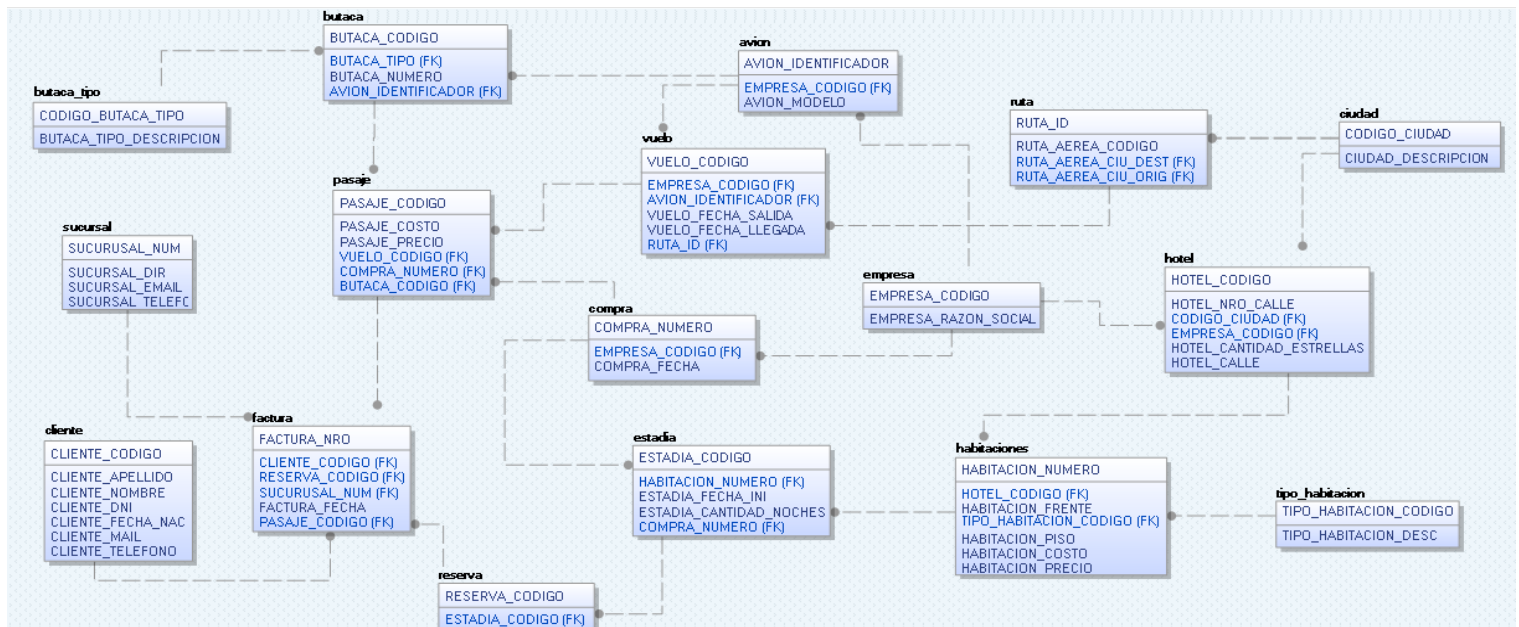 butaca
BUTACA_CODIGO
BUTACA_TIPO (FK)
BUTACA_NUMERO
AVION_IDENTIFICADOR (FK)
avion
AVION_IDENTIFICADOR
EMPRESA_CODIGO (FK)
AVION_MODELO
butaca_tipo
CODIGO_BUTACA_TIPO
BUTACA_TIPO_DESCRIPCION
ruta
RUTA_ID
RUTA_AEREA_CODIGO
RUTA_AEREA_CIU_DEST (FK)
RUTA_AEREA_CIU_ORIG (FK)
ciudad
CODIGO_CIUDAD
CIUDAD_DESCRIPCION
vuelo
VUELO_CODIGO
EMPRESA_CODIGO (FK)
AVION_IDENTIFICADOR (FK)
VUELO_FECHA_SALIDA
VUELO_FECHA_LLEGADA
RUTA_ID (FK)
pasaje
PASAJE_CODIGO
PASAJE_COSTO
PASAJE_PRECIO
VUELO_CODIGO (FK)
COMPRA_NUMERO (FK)
BUTACA_CODIGO (FK)
sucursal
SUCURUSAL_NUM
SUCURSAL_DIR
SUCURSAL_EMAIL
SUCURSAL_TELEFC
empresa
EMPRESA_CODIGO
EMPRESA_RAZON_SOCIAL
hotel
HOTEL_CODIGO
HOTEL_NRO_CALLE
CODIGO_CIUDAD (FK)
EMPRESA_CODIGO (FK)
HOTEL_CANTIDAD_ESTRELLAS
HOTEL_CALLE
compra
COMPRA_NUMERO
EMPRESA_CODIGO (FK)
COMPRA_FECHA
cliente
CLIENTE_CODIGO
CLIENTE_APELLIDO
CLIENTE_NOMBRE
CLIENTE_DNI
CLIENTE_FECHA_NAC
CLIENTE_MAIL
CLIENTE_TELEFONO
factura
FACTURA_NRO
CLIENTE_CODIGO (FK)
RESERVA_CODIGO (FK)
SUCURUSAL_NUM (FK)
FACTURA_FECHA
PASAJE_CODIGO (FK)
estadia
ESTADIA_CODIGO
HABITACION_NUMERO (FK)
ESTADIA_FECHA_INI
ESTADIA_CANTIDAD_NOCHES
COMPRA_NUMERO (FK)
habitaciones
HABITACION_NUMERO
HOTEL_CODIGO (FK)
HABITACION_FRENTE
TIPO_HABITACION_CODIGO (FK)
HABITACION_PISO
HABITACION_COSTO
HABITACION_PRECIO
tipo_habitacion
TIPO_HABITACION_CODIGO
TIPO_HABITACION_DESC
reserva
RESERVA_CODIGO
ESTADIA_CODIGO (FK)